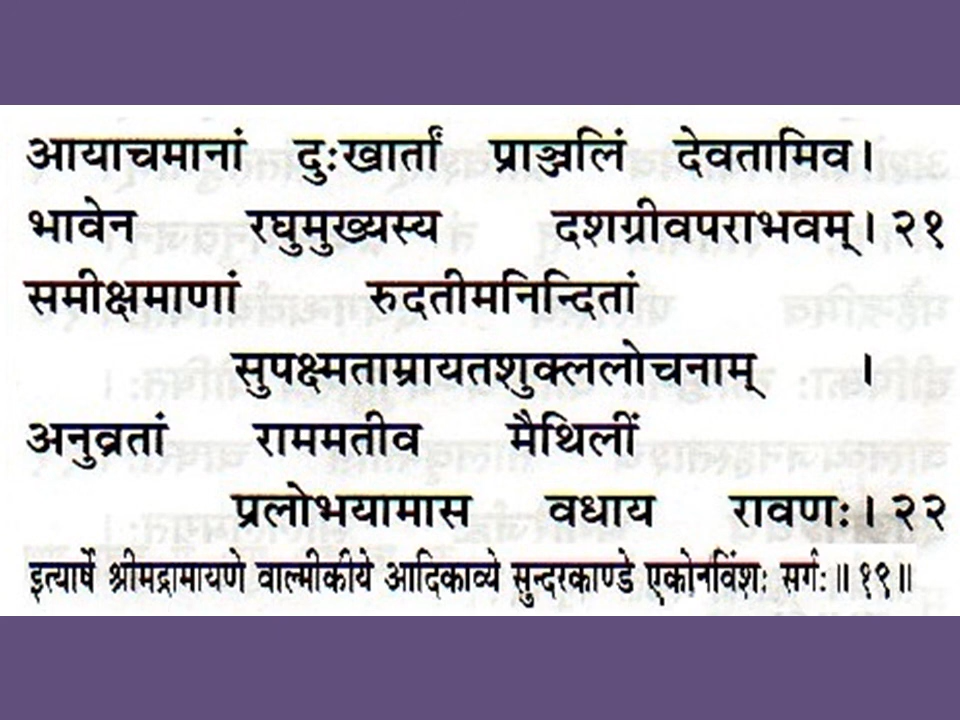 आयाचमानां दुःखार्तां प्राञ्जलिं देवतामिव।
भावेन रघुमुख्यस्य दशग्रीवपराभवम्।२१
समीक्षमाणां रुदतीमनिन्दितां
सुपक्ष्मताम्रायतशुक्ललोचनाम् ।
अनुव्रतां राममतीव मैथिलीं
प्रलोभयामास वधाय रावणः।२२
इत्यार्षे श्रीमद्रामायणे वाल्मीकीये आदिकाव्ये सुन्दरकाण्डे एकोनविंशः सर्गः॥१९॥